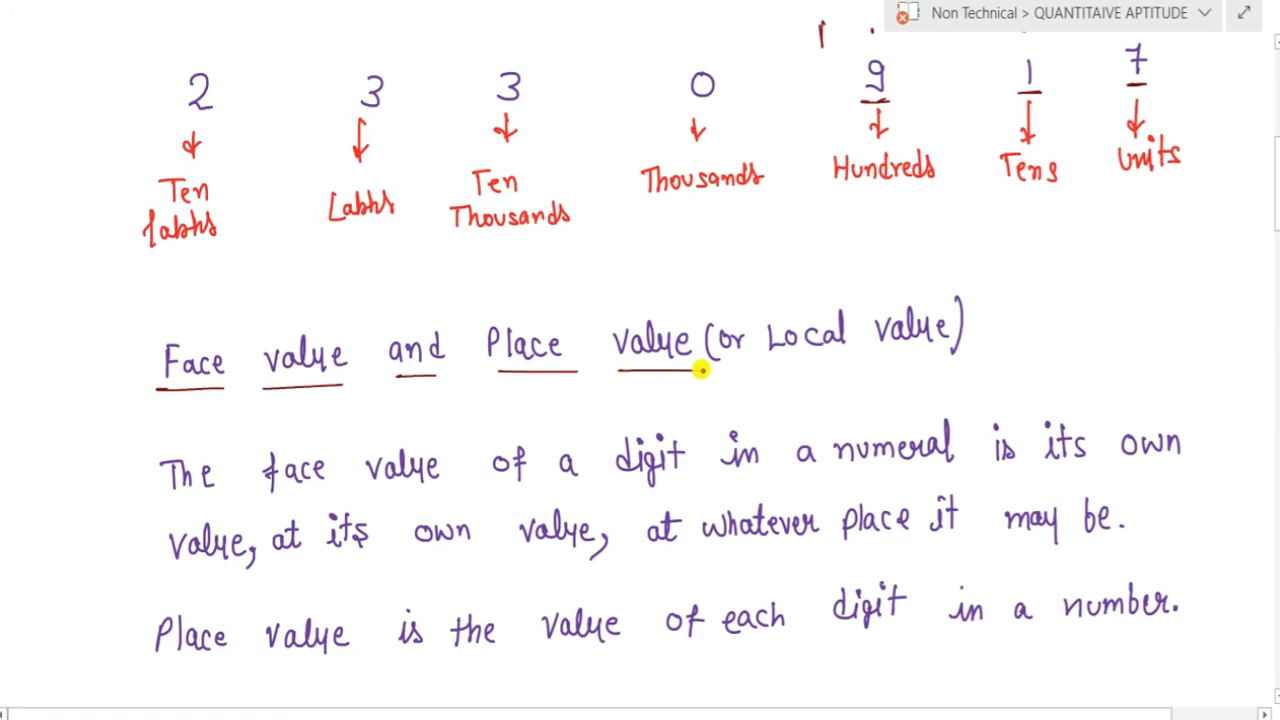 Non Technical > QUANTITAIVE APTITUDE
2 3 3 0 9 1 7
Ten Labhs Labhs Ten Thousands Thousands Hundreds Tens Units
Face value and Place value (or Local value)
The face value of a digit in a numeral is its own
value, at its own value, at whatever place it may be.
Place value is the value of each digit in a number.